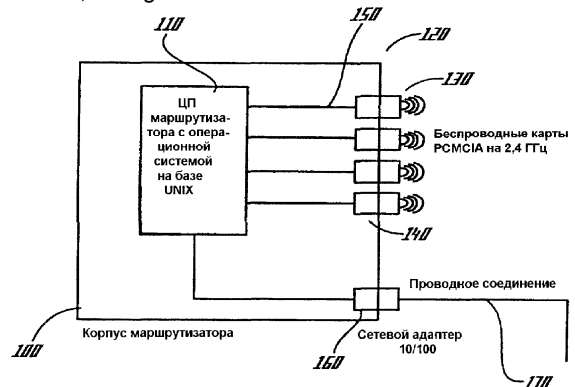 110
150
120
130
ЦП
маршрутиза-
тора с опера-
ционной
системой
на базе
UNIX
Беспроводные карты
PCMCIA на 2,4 ГГц
140
Проводное соединение
100
Корпус маршрутизатора
160
Сетевой адаптер
10/100
170